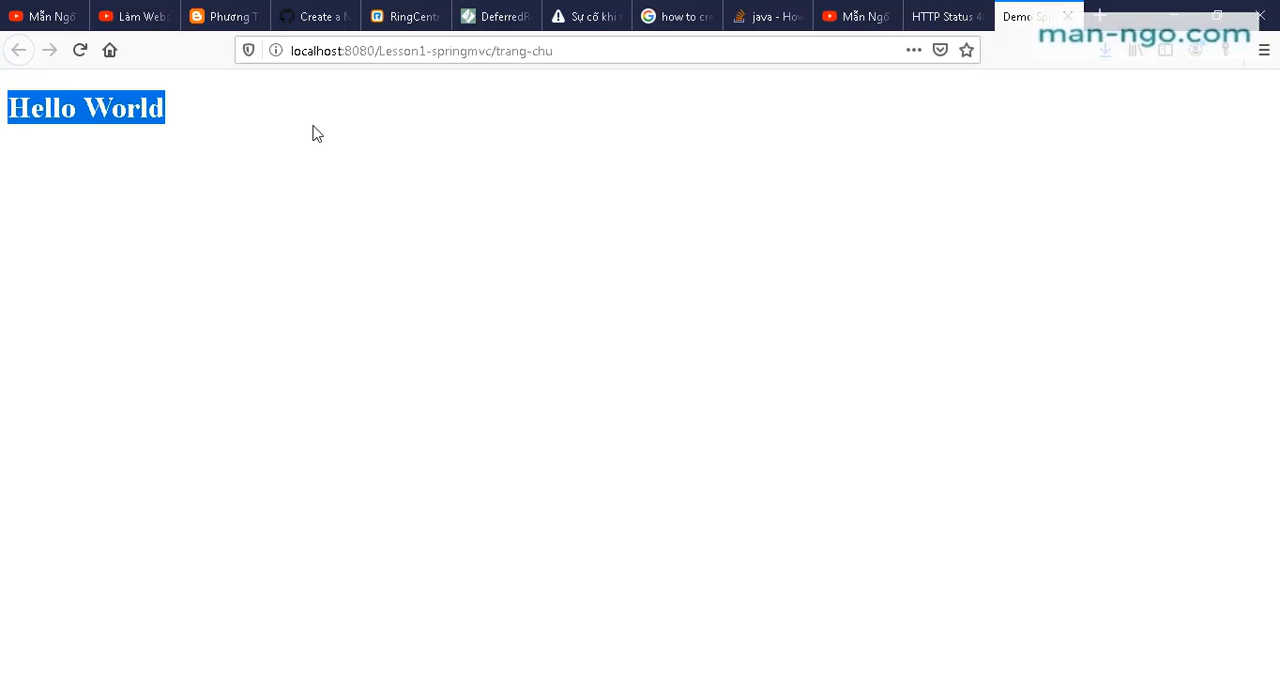 Mẫn Ngô
Làm Web
Phương T
Create a N
RingCentr
DeferredR
Sự cố khi
how to cre
java - How
Mẫn Ngô
HTTP Status 4
Demo Sp
man-ngo.com
localhost:8080/Lesson1-springmvc/trang-chu
Hello World